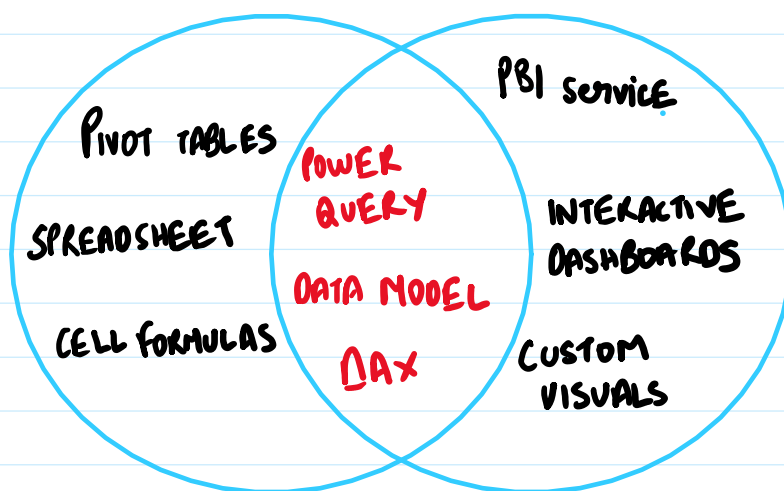 PIVOT TABLES
SPREADSHEET
CELL FORMULAS
POWER
QUERY
DATA MODEL
DAX
PBI service
INTERACTIVE
DASHBOARDS
CUSTOM
VISUALS